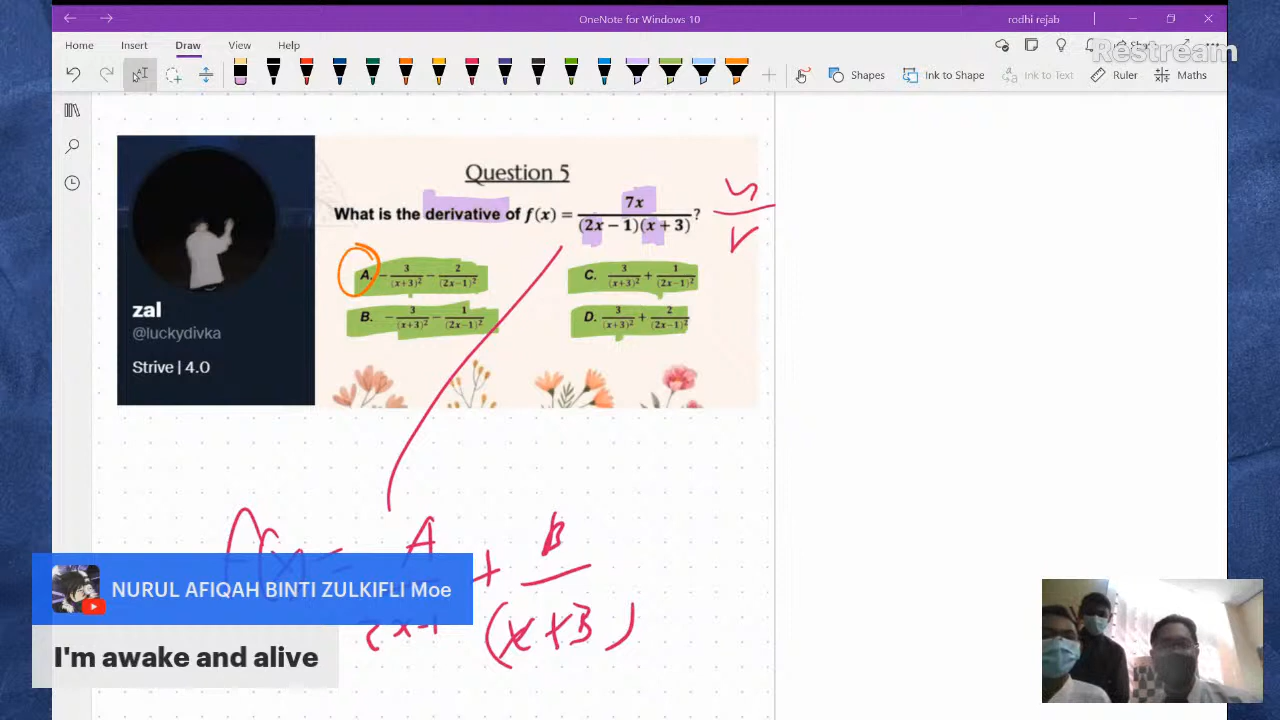 OneNote for Windows 10
rodhi rejab
Home Insert Draw View Help
Restream
Shapes Ink to Shape Ink to Text Ruler Maths
Question 5
What is the derivative of f(x) = 7x / (2x − 1)(x + 3) ?
A. − 3/(x+3)² − 2/(2x−1)²
C. 3/(x+3)² + 1/(2x−1)²
B. − 3/(x+3)² − 1/(2x−1)²
D. 3/(x+3)² + 2/(2x−1)²
zal
@luckydivka
Strive | 4.0
A + B
2x-1 (x+3)
NURUL AFIQAH BINTI ZULKIFLI Moe
I'm awake and alive